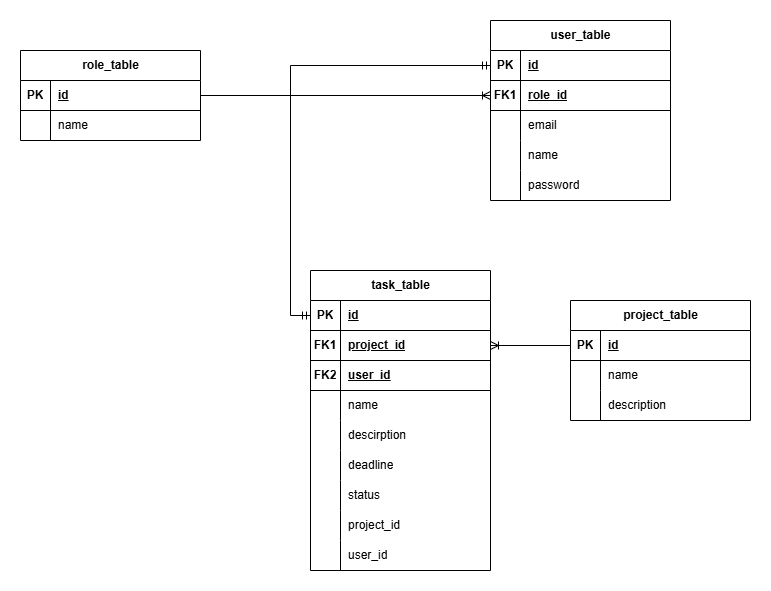 role_table
PK id
name
user_table
PK id
FK1 role_id
email
name
password
task_table
PK id
FK1 project_id
FK2 user_id
name
descirption
deadline
status
project_id
user_id
project_table
PK id
name
description